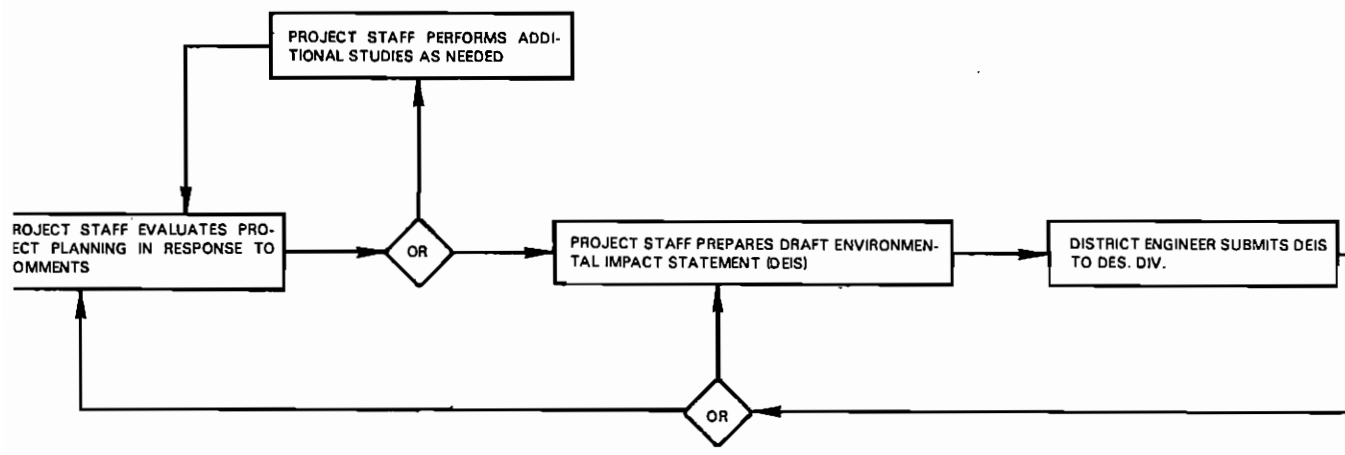 PROJECT STAFF PERFORMS ADDI-
TIONAL STUDIES AS NEEDED
ROJECT STAFF EVALUATES PRO-
ECT PLANNING IN RESPONSE TO
OMMENTS
OR
PROJECT STAFF PREPARES DRAFT ENVIRONMEN-
TAL IMPACT STATEMENT (DEIS)
DISTRICT ENGINEER SUBMITS DEIS
TO DES. DIV.
OR